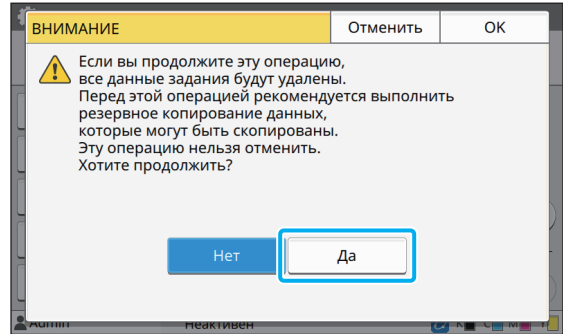 ВНИМАНИЕ
Отменить
OK
Если вы продолжите эту операцию,
все данные задания будут удалены.
Перед этой операцией рекомендуется выполнить
резервное копирование данных,
которые могут быть скопированы.
Эту операцию нельзя отменить.
Хотите продолжить?
Нет
Да
Admin
Неактивен
K
C
M
Y